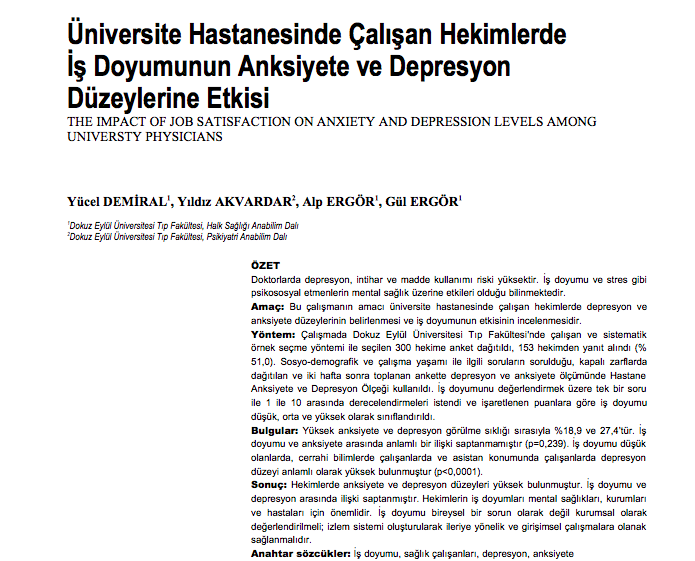 Üniversite Hastanesinde Çalışan Hekimlerde
İş Doyumunun Anksiyete ve Depresyon
Düzeylerine Etkisi
THE IMPACT OF JOB SATISFACTION ON ANXIETY AND DEPRESSION LEVELS AMONG
UNIVERSTY PHYSICIANS
Yücel DEMİRAL¹, Yıldız AKVARDAR², Alp ERGÖR¹, Gül ERGÖR¹
¹Dokuz Eylül Üniversitesi Tıp Fakültesi, Halk Sağlığı Anabilim Dalı
²Dokuz Eylül Üniversitesi Tıp Fakültesi, Psikiyatri Anabilim Dalı
ÖZET
Doktorlarda depresyon, intihar ve madde kullanımı riski yüksektir. İş doyumu ve stres gibi
psikososyal etmenlerin mental sağlık üzerine etkileri olduğu bilinmektedir.
Amaç: Bu çalışmanın amacı üniversite hastanesinde çalışan hekimlerde depresyon ve
anksiyete düzeylerinin belirlenmesi ve iş doyumunun etkisinin incelenmesidir.
Yöntem: Çalışmada Dokuz Eylül Üniversitesi Tıp Fakültesi'nde çalışan ve sistematik
örnek seçme yöntemi ile seçilen 300 hekime anket dağıtıldı, 153 hekimden yanıt alındı (%
51,0). Sosyo-demografik ve çalışma yaşamı ile ilgili soruların sorulduğu, kapalı zarflarda
dağıtılan ve iki hafta sonra toplanan ankette depresyon ve anksiyete ölçümünde Hastane
Anksiyete ve Depresyon Ölçeği kullanıldı. İş doyumunu değerlendirmek üzere tek bir soru
ile 1 ile 10 arasında derecelendirmeleri istendi ve işaretlenen puanlara göre iş doyumu
düşük, orta ve yüksek olarak sınıflandırıldı.
Bulgular: Yüksek anksiyete ve depresyon görülme sıklığı sırasıyla %18,9 ve 27,4'tür. İş
doyumu ve anksiyete arasında anlamlı bir ilişki saptanmamıştır (p=0,239). İş doyumu düşük
olanlarda, cerrahi bilimlerde çalışanlarda ve asistan konumunda çalışanlarda depresyon
düzeyi anlamlı olarak yüksek bulunmuştur (p<0,0001).
Sonuç: Hekimlerde anksiyete ve depresyon düzeyleri yüksek bulunmuştur. İş doyumu ve
depresyon arasında ilişki saptanmıştır. Hekimlerin iş doyumları mental sağlıkları, kurumları
ve hastaları için önemlidir. İş doyumu bireysel bir sorun olarak değil kurumsal olarak
değerlendirilmeli; izlem sistemi oluşturularak ileriye yönelik ve girişimsel çalışmalara olanak
sağlanmalıdır.
Anahtar sözcükler: İş doyumu, sağlık çalışanları, depresyon, anksiyete